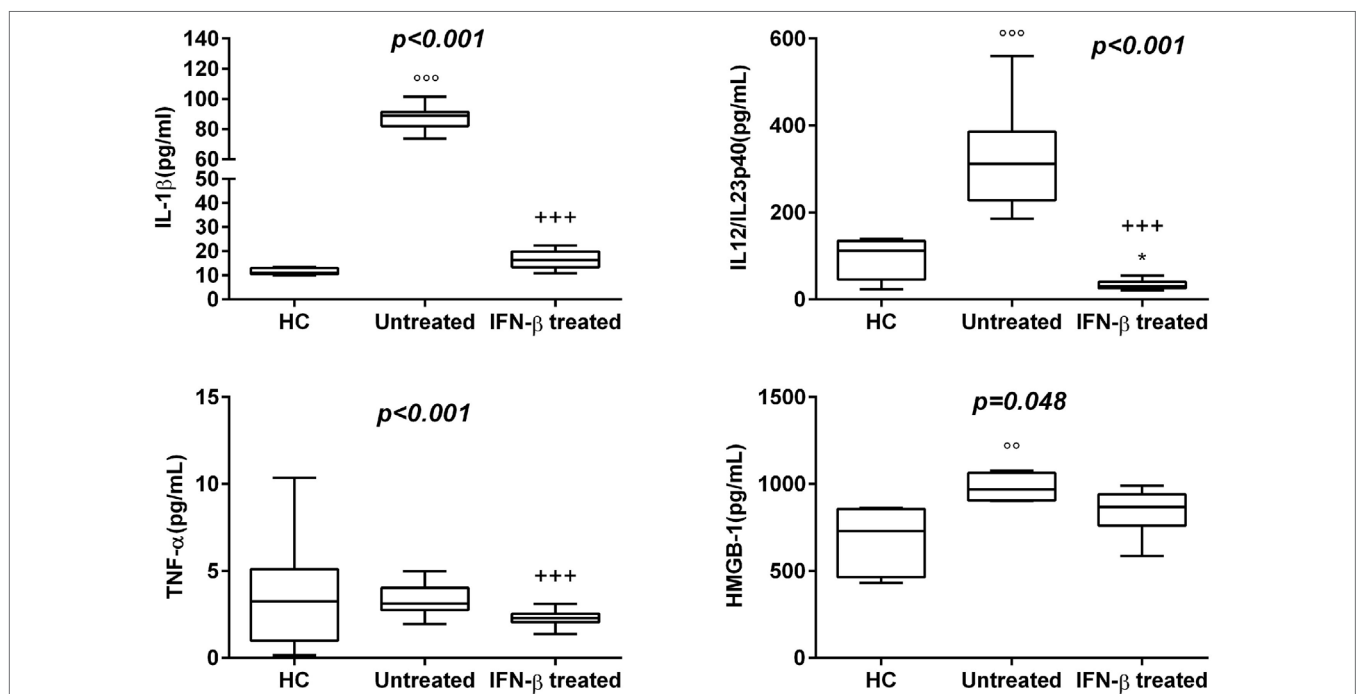 IL-1β(pg/ml)
p<0.001
°°°
140
120
100
80
60
50
40
30
20
10
0
+++
HC Untreated IFN-β treated
IL12/IL23p40(pg/mL)
°°°
p<0.001
600
400
200
0
+++
*
HC Untreated IFN-β treated
TNF-α(pg/mL)
p<0.001
15
10
5
0
+++
HC Untreated IFN-β treated
HMGB-1(pg/mL)
p=0.048
°°
1500
1000
500
0
HC Untreated IFN-β treated